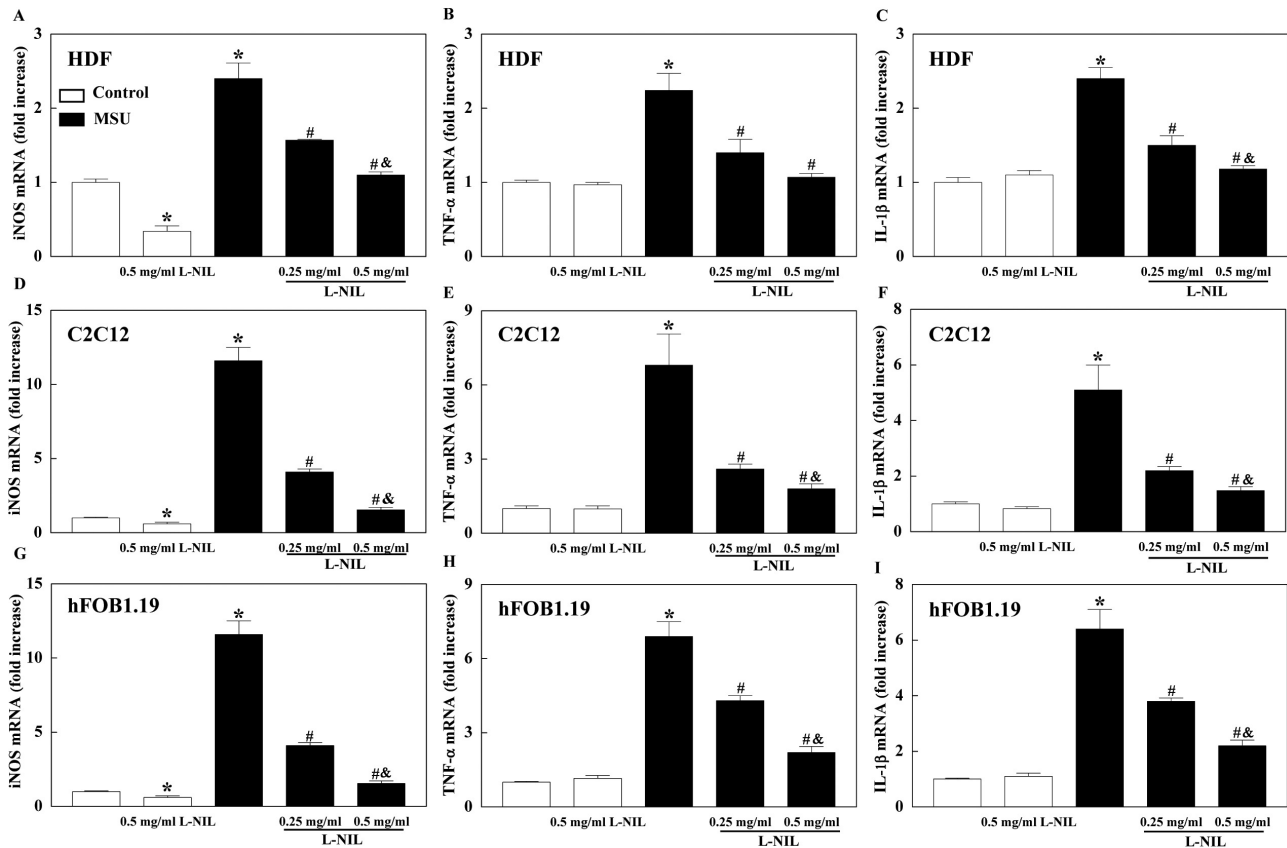 A
iNOS mRNA (fold increase)
3
2
1
0
HDF
Control
MSU
*
*
#
#&
0.5 mg/ml L-NIL
0.25 mg/ml 0.5 mg/ml
L-NIL
B
TNF-α mRNA (fold increase)
3
2
1
0
HDF
*
#
#
0.5 mg/ml L-NIL
0.25 mg/ml 0.5 mg/ml
L-NIL
C
IL-1β mRNA (fold increase)
3
2
1
0
HDF
*
#
#&
0.5 mg/ml L-NIL
0.25 mg/ml 0.5 mg/ml
L-NIL
D
iNOS mRNA (fold increase)
15
10
5
0
C2C12
*
*
#
#&
0.5 mg/ml L-NIL
0.25 mg/ml 0.5 mg/ml
L-NIL
E
TNF-α mRNA (fold increase)
9
6
3
0
C2C12
*
#
#&
0.5 mg/ml L-NIL
0.25 mg/ml 0.5 mg/ml
L-NIL
F
IL-1β mRNA (fold increase)
8
6
4
2
0
C2C12
*
#
#&
0.5 mg/ml L-NIL
0.25 mg/ml 0.5 mg/ml
L-NIL
G
iNOS mRNA (fold increase)
15
10
5
0
hFOB1.19
*
*
#
#&
0.5 mg/ml L-NIL
0.25 mg/ml 0.5 mg/ml
L-NIL
H
TNF-α mRNA (fold increase)
9
6
3
0
hFOB1.19
*
#
#&
0.5 mg/ml L-NIL
0.25 mg/ml 0.5 mg/ml
L-NIL
I
IL-1β mRNA (fold increase)
8
6
4
2
0
hFOB1.19
*
#
#&
0.5 mg/ml L-NIL
0.25 mg/ml 0.5 mg/ml
L-NIL